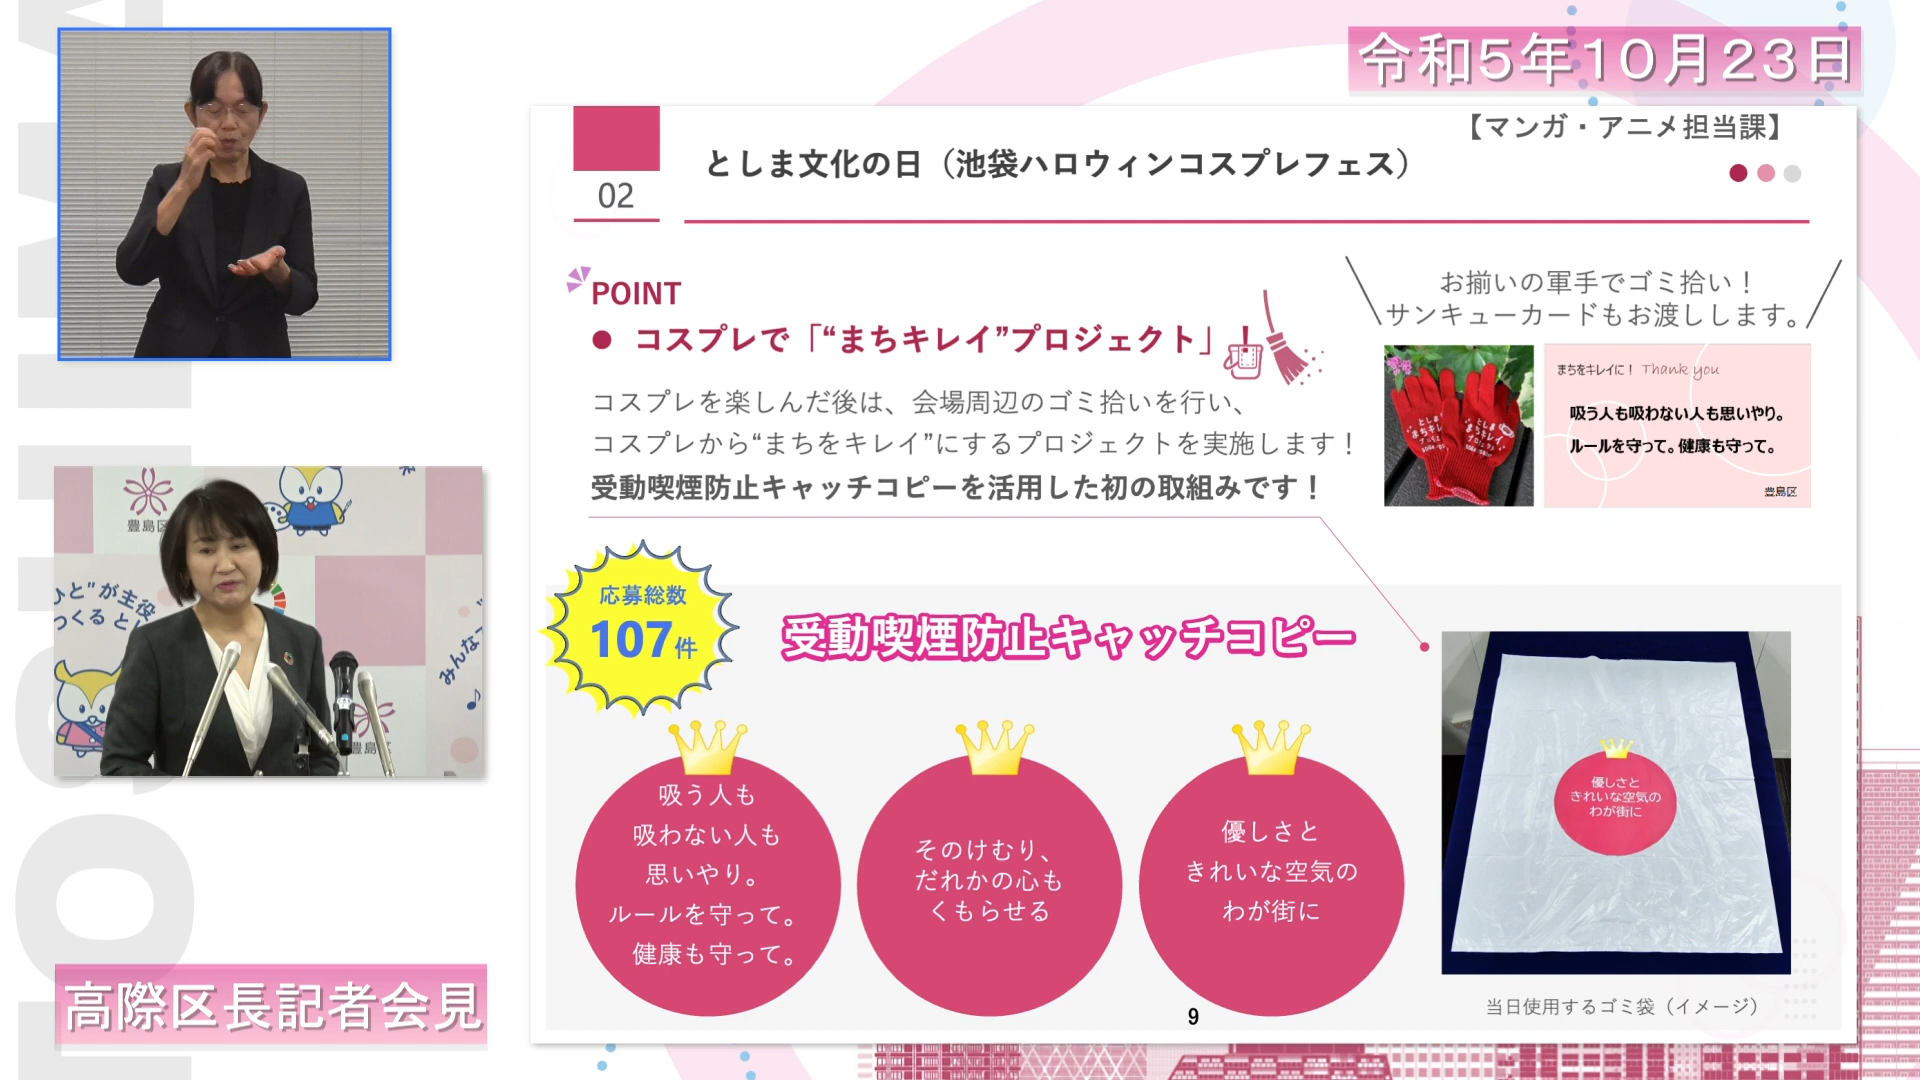 令和5年10月23日
【マンガ・アニメ担当課】
02
としま文化の日（池袋ハロウィンコスプレフェス）
POINT
● コスプレで「“まちキレイ”プロジェクト」！
コスプレを楽しんだ後は、会場周辺のゴミ拾いを行い、
コスプレから“まちをキレイ”にするプロジェクトを実施します！
受動喫煙防止キャッチコピーを活用した初の取組みです！
お揃いの軍手でゴミ拾い！
サンキューカードもお渡しします。
まちをキレイに！ Thank you
吸う人も吸わない人も思いやり。
ルールを守って。健康も守って。
豊島区
応募総数
107件
受動喫煙防止キャッチコピー
吸う人も
吸わない人も
思いやり。
ルールを守って。
健康も守って。
そのけむり、
だれかの心も
くもらせる
優しさと
きれいな空気の
わが街に
優しさと
きれいな空気の
わが街に
当日使用するゴミ袋（イメージ）
9
豊島区
ひと”が主役
つくる と
みんな
豊島区
高際区長記者会見